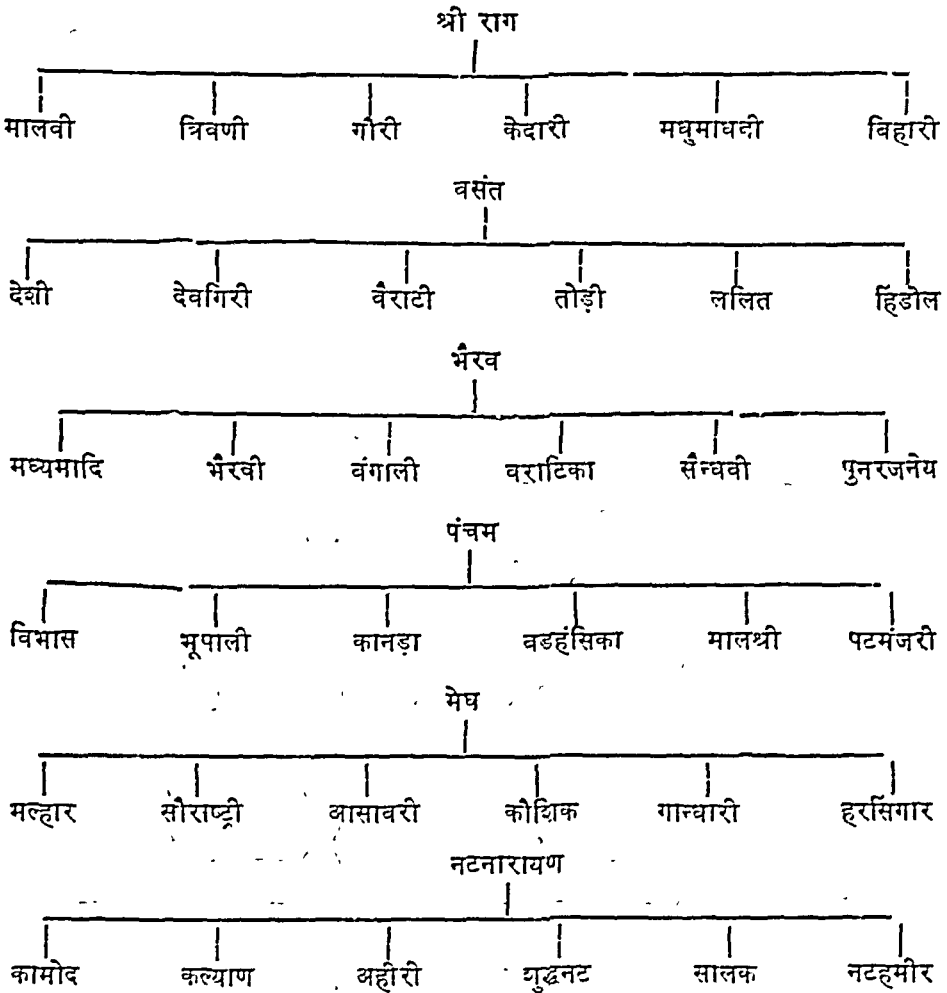 श्री राग
मालवी त्रिवणी गौरी केदारी मधुमाधवी बिहारी
वसंत
देशी देवगिरी वैराटी तोड़ी ललित हिंडोल
भैरव
मध्यमादि भैरवी वंगाली वराटिका सैन्धवी पुनरजनेय
पंचम
विभास भूपाली कानड़ा वडहंसिका मालश्री पटमंजरी
मेघ
मल्हार सौराष्ट्री आसावरी कौशिक गान्धारी हरसिंगार
नटनारायण
कामोद कल्याण अहीरी शुद्धनट सालक नटहमीर